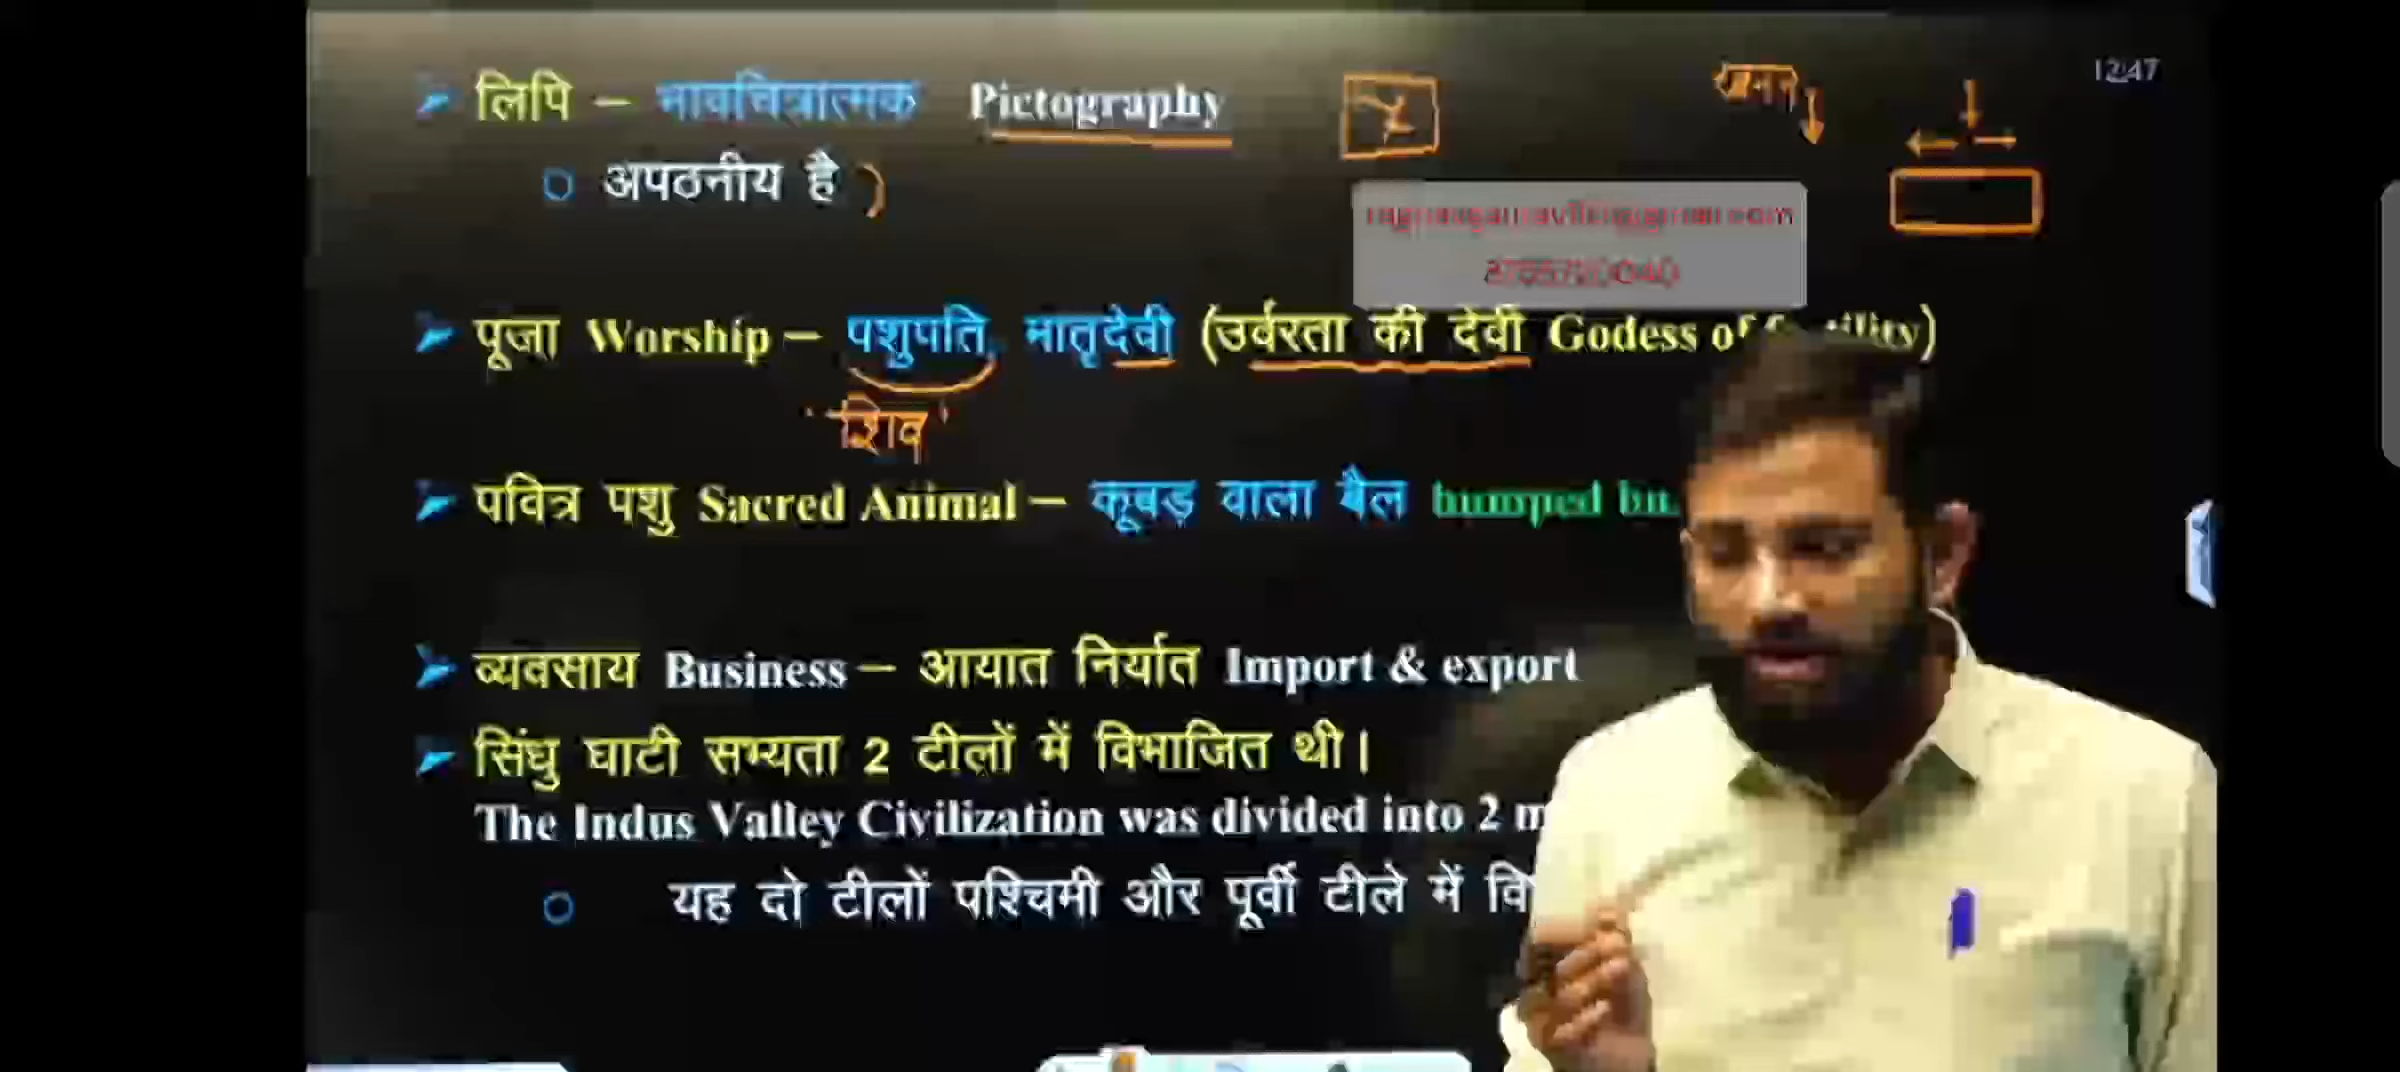 12:47
➤ लिपि – भावचित्रात्मक Pictography
अपठनीय है
➤ पूजा Worship – पशुपति, मातृदेवी (उर्वरता की देवी Godess of
'शिव'
➤ पवित्र पशु Sacred Animal – कूबड़ वाला बैल humped
➤ व्यवसाय Business – आयात निर्यात Import & export
➤ सिंधु घाटी सभ्यता 2 टीलों में विभाजित थी।
The Indus Valley Civilization was divided into 2
यह दो टीलों पश्चिमी और पूर्वी टीले में